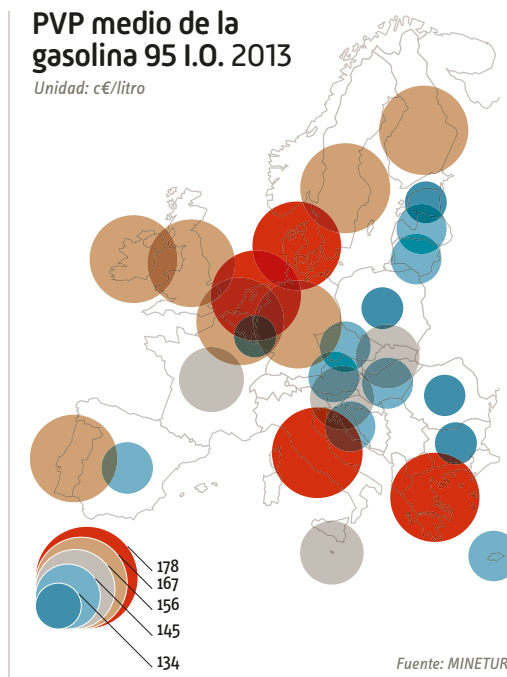 PVP medio de la
gasolina 95 I.O. 2013
Unidad: c€/litro
178
167
156
145
134
Fuente: MINETUR